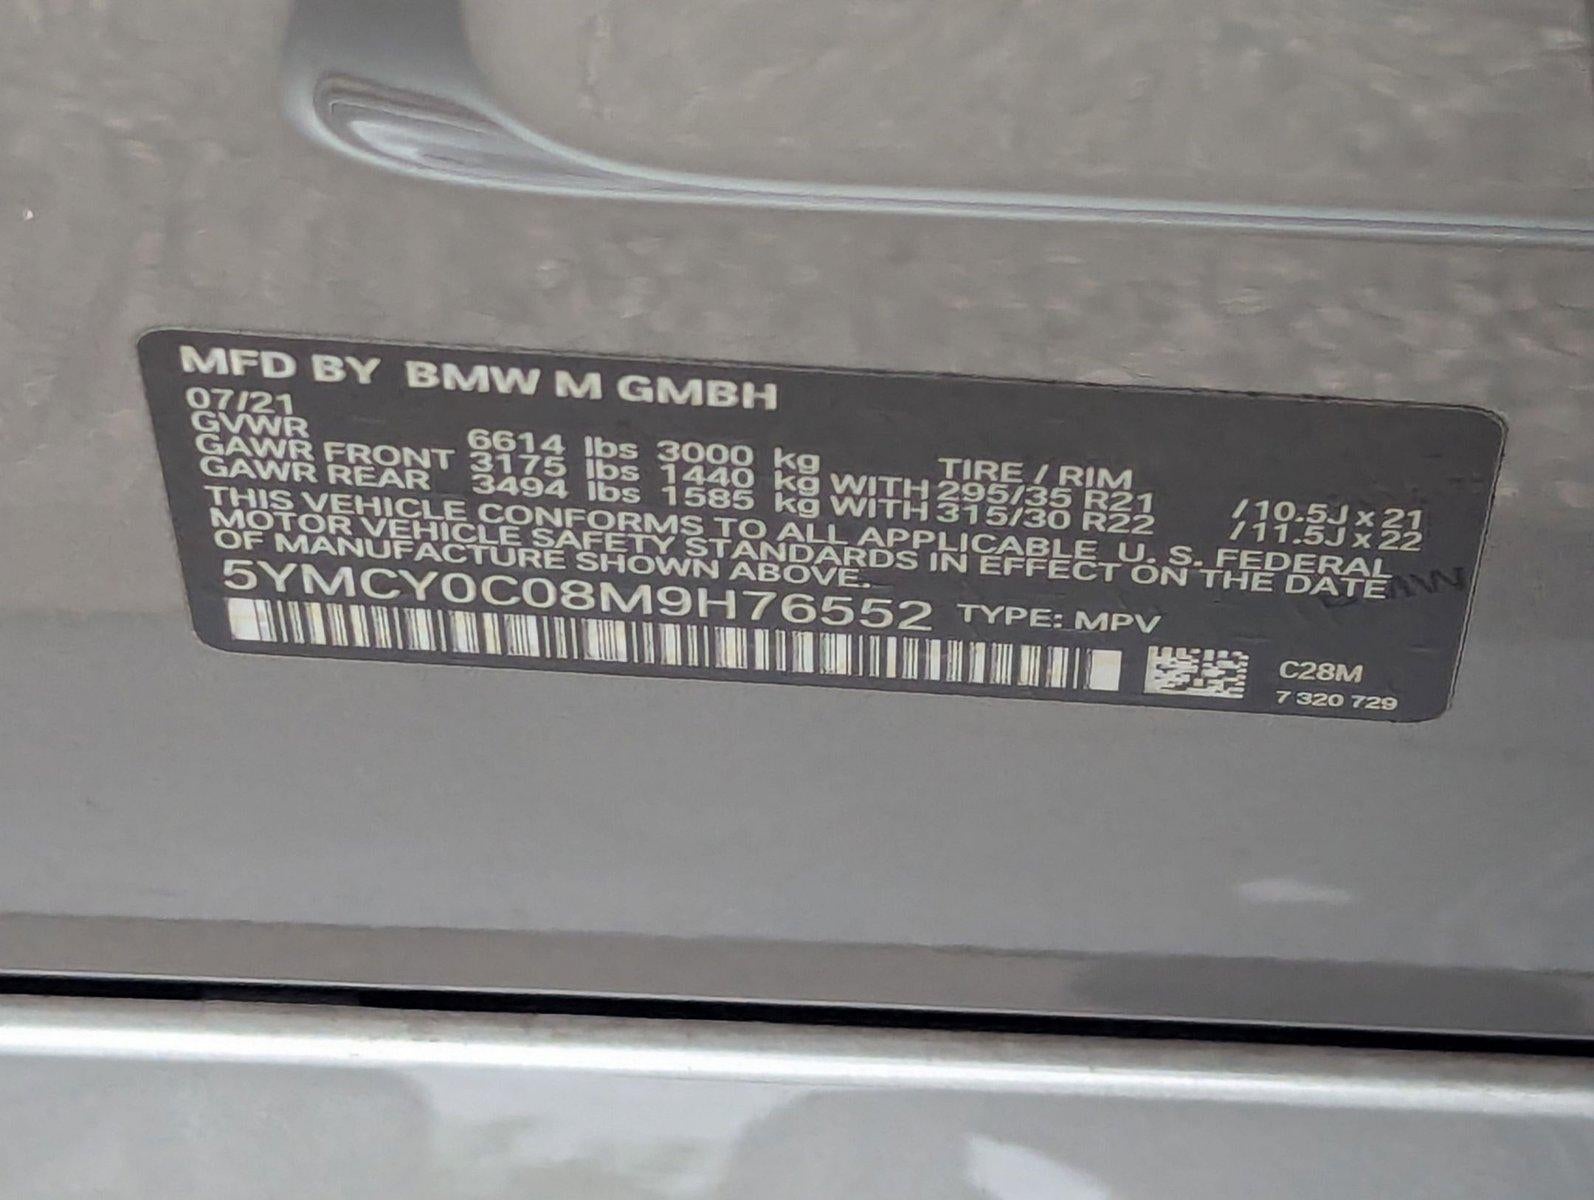 MFD BY BMW M GMBH
07/21
GVWR 6614 lbs 3000 kg TIRE / RIM
GAWR FRONT 3175 lbs 1440 kg WITH 295/35 R21 /10.5J x 21
GAWR REAR 3494 lbs 1585 kg WITH 315/30 R22 /11.5J x 22
THIS VEHICLE CONFORMS TO ALL APPLICABLE U. S. FEDERAL
MOTOR VEHICLE SAFETY STANDARDS IN EFFECT ON THE DATE
OF MANUFACTURE SHOWN ABOVE.
5YMCY0C08M9H76552 TYPE: MPV
C28M
7 320 729
BMW